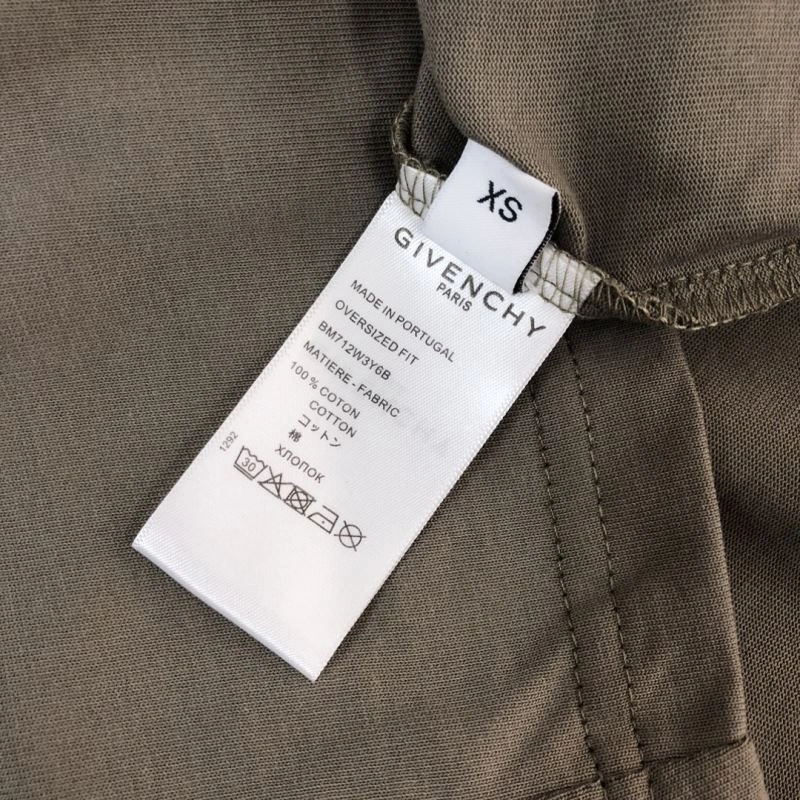 XS
GIVENCHY
PARIS
MADE IN PORTUGAL
OVERSIZED FIT
BM712W3Y6B
MATIERE - FABRIC
100 % COTON
COTTON
コットン
棉
ХЛОПОК
1292
30